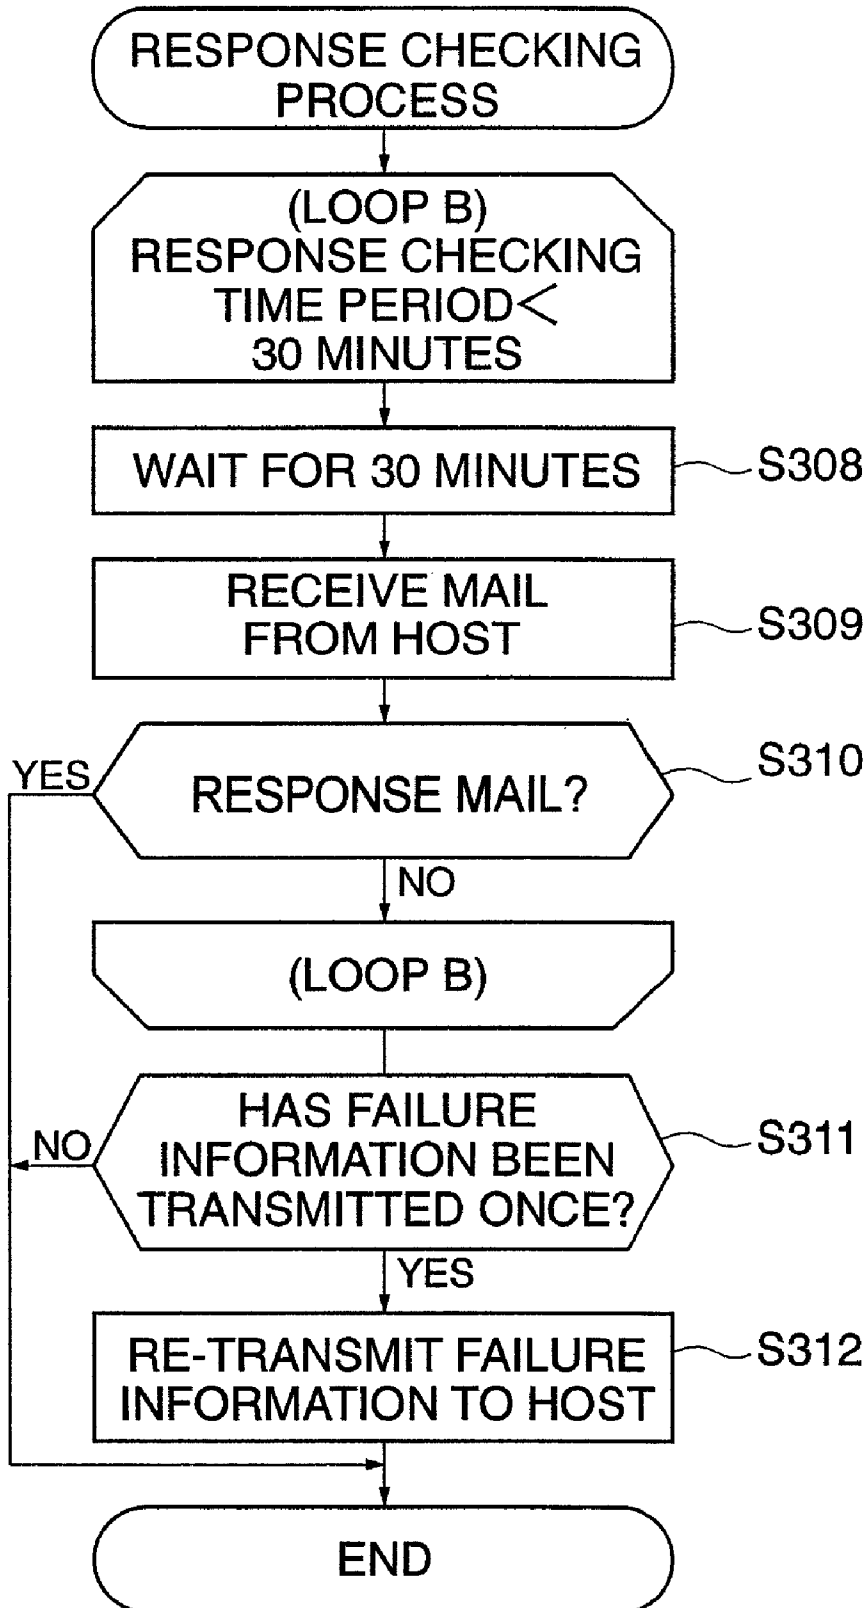 RESPONSE CHECKING
PROCESS
(LOOP B)
RESPONSE CHECKING
TIME PERIOD<
30 MINUTES
WAIT FOR 30 MINUTES
S308
RECEIVE MAIL
FROM HOST
S309
YES
RESPONSE MAIL?
S310
NO
(LOOP B)
HAS FAILURE
INFORMATION BEEN
TRANSMITTED ONCE?
S311
NO
YES
RE-TRANSMIT FAILURE
INFORMATION TO HOST
S312
END